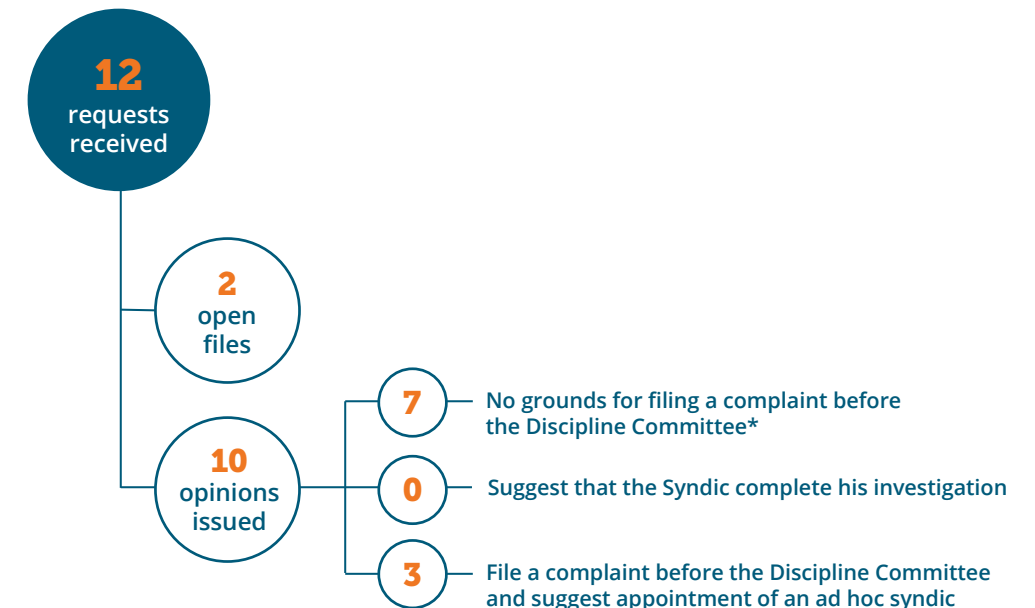 12
requests
received
2
open
files
10
opinions
issued
7
No grounds for filing a complaint before
the Discipline Committee*
0
Suggest that the Syndic complete his investigation
3
File a complaint before the Discipline Committee
and suggest appointment of an ad hoc syndic